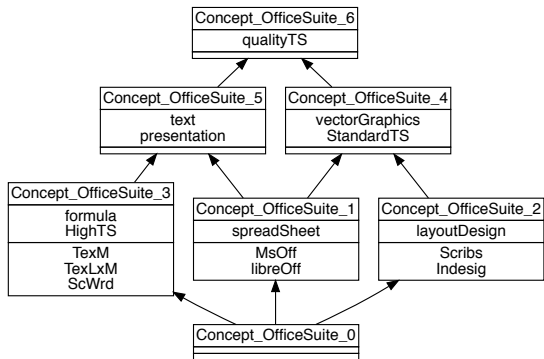 Concept_OfficeSuite_6
qualityTS
Concept_OfficeSuite_5
text
presentation
Concept_OfficeSuite_4
vectorGraphics
StandardTS
Concept_OfficeSuite_3
formula
HighTS
TexM
TexLxM
ScWrd
Concept_OfficeSuite_1
spreadSheet
MsOff
libreOff
Concept_OfficeSuite_2
layoutDesign
Scribs
Indesig
Concept_OfficeSuite_0